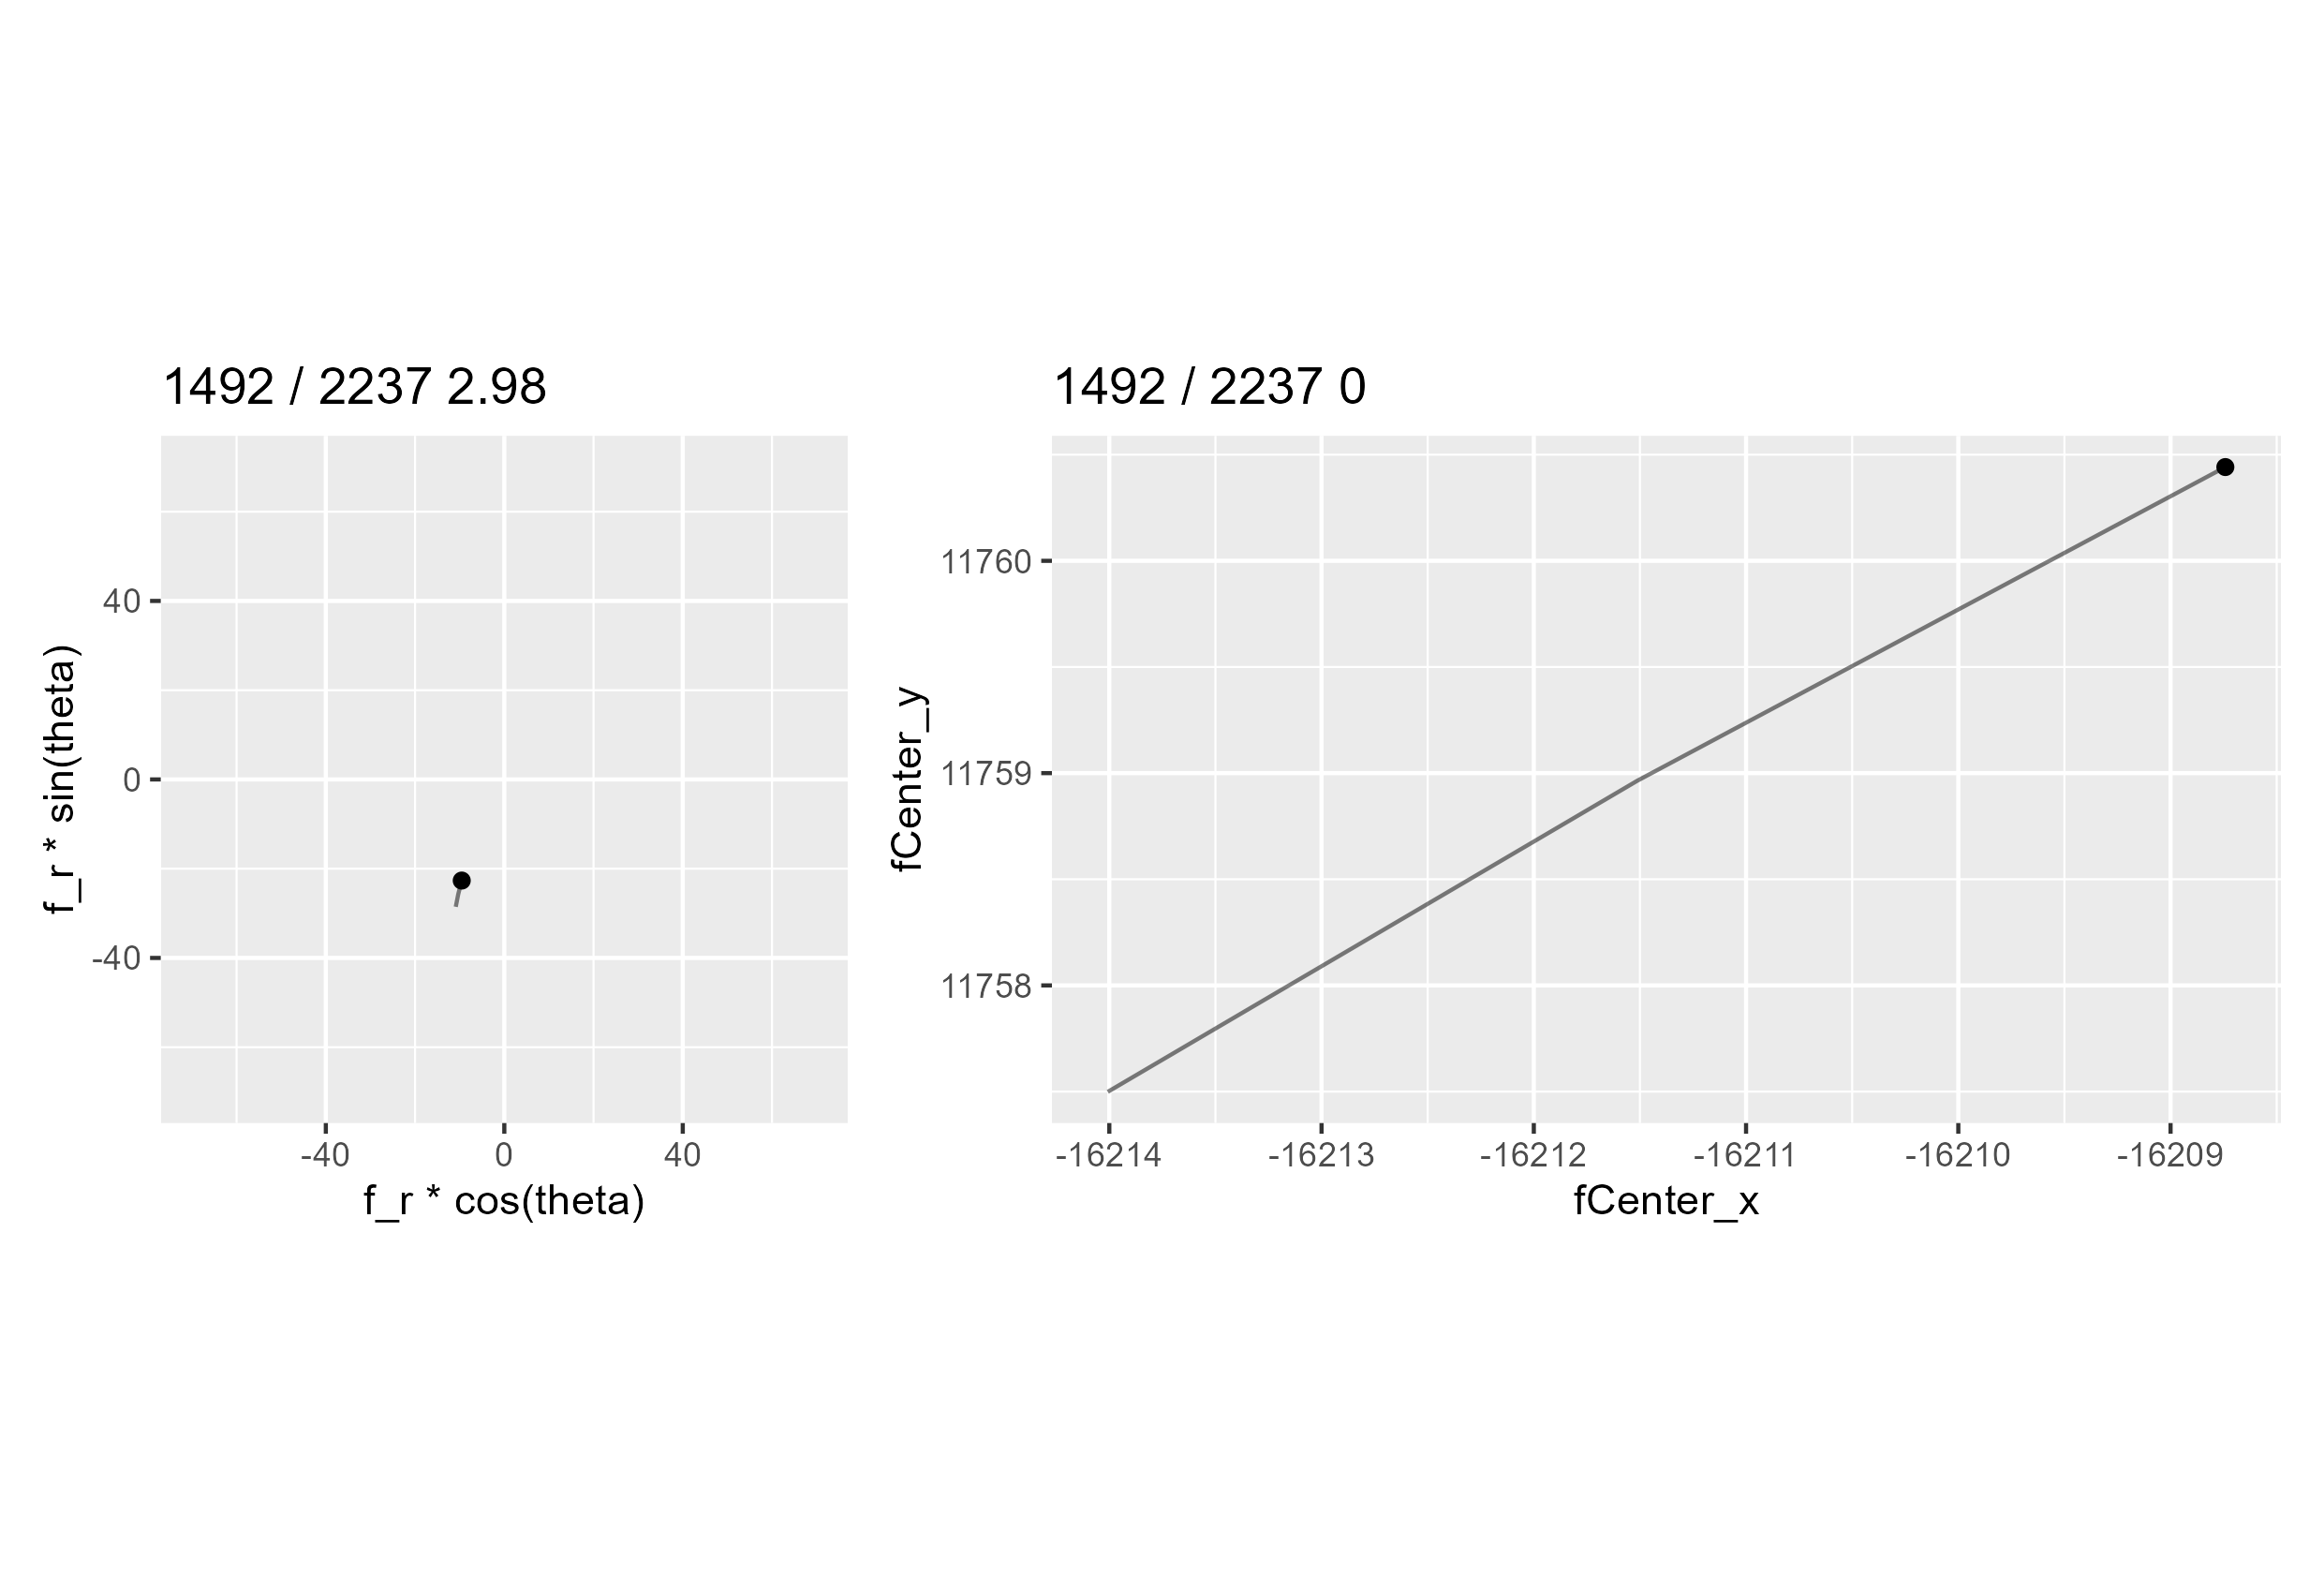 1492 / 2237 2.98
40
0
-40
f_r * sin(theta)
-40 0 40
f_r * cos(theta)
1492 / 2237 0
11760
11759
11758
fCenter_y
-16214 -16213 -16212 -16211 -16210 -16209
fCenter_x